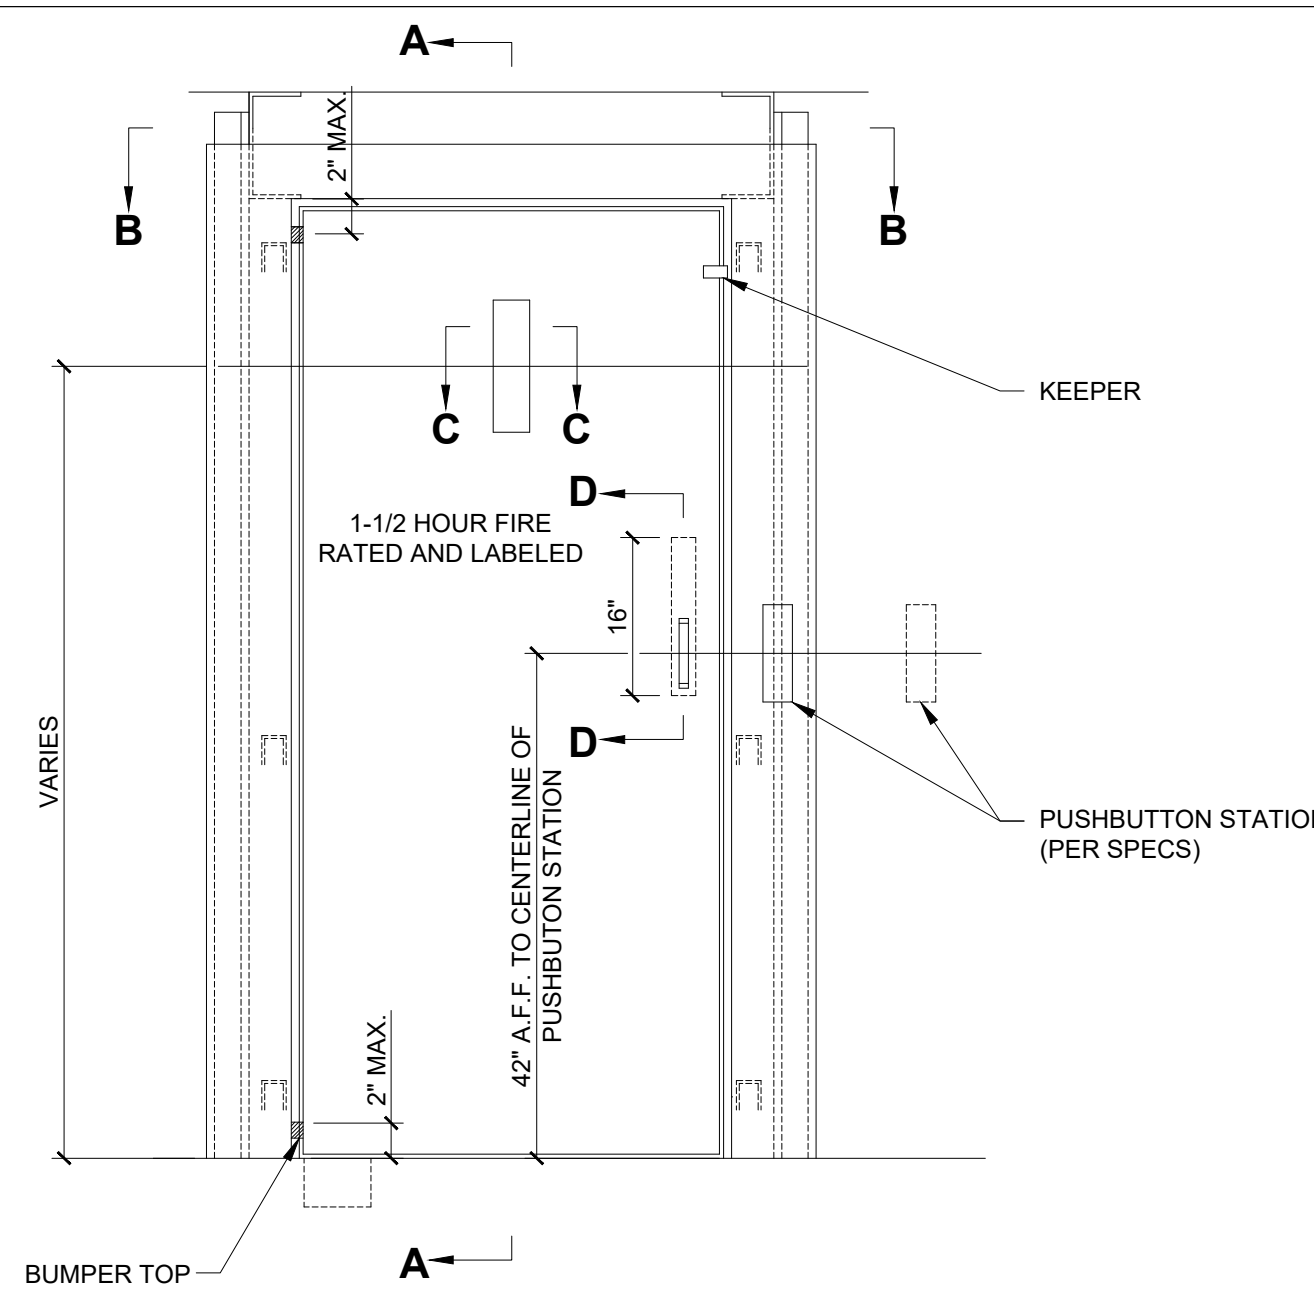 A
2" MAX.
B
B
KEEPER
C
C
D
1-1/2 HOUR FIRE
RATED AND LABELED
16"
D
VARIES
42" A.F.F. TO CENTERLINE OF
PUSHBUTON STATION
PUSHBUTTON STATION
(PER SPECS)
2" MAX.
A
BUMPER TOP